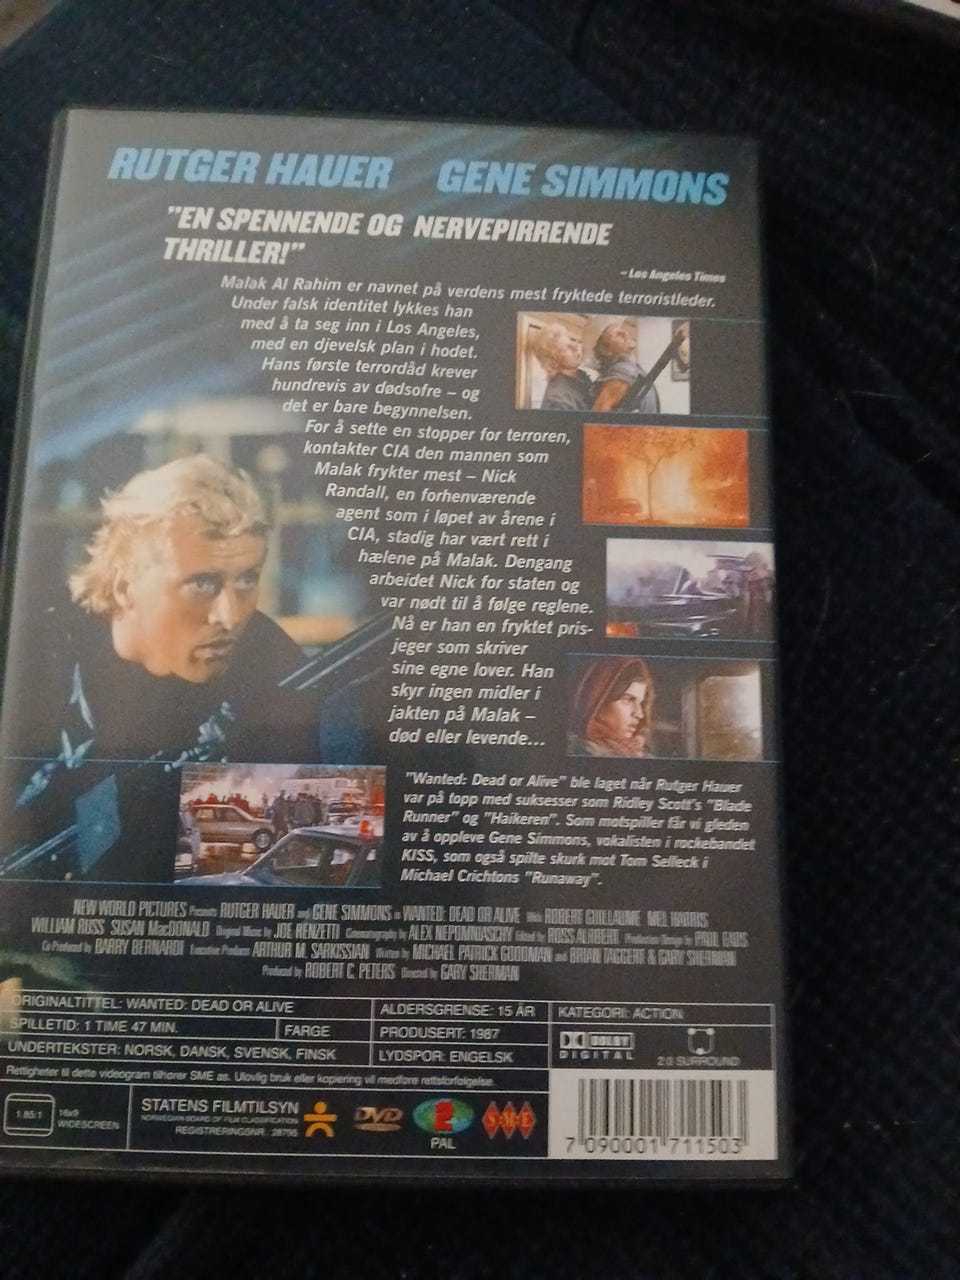 RUTGER HAUER GENE SIMMONS
"EN SPENNENDE OG NERVEPIRRENDE
THRILLER!"
- Los Angeles Times
Malak Al Rahim er navnet på verdens mest fryktede terroristleder.
Under falsk identitet lykkes han
med å ta seg inn i Los Angeles,
med en djevelsk plan i hodet.
Hans første terrordåd krever
hundrevis av dødsofre – og
det er bare begynnelsen.
For å sette en stopper for terroren,
kontakter CIA den mannen som
Malak frykter mest – Nick
Randall, en forhenværende
agent som i løpet av årene i
CIA, stadig har vært rett i
hælene på Malak. Dengang
arbeidet Nick for staten og
var nødt til å følge reglene.
Nå er han en fryktet pris-
jeger som skriver
sine egne lover. Han
skyr ingen midler i
jakten på Malak –
død eller levende...
"Wanted: Dead or Alive" ble laget når Rutger Hauer
var på topp med suksesser som Ridley Scott's "Blade
Runner" og "Haikeren". Som motspiller får vi gleden
av å oppleve Gene Simmons, vokalisten i rockebandet
KISS, som også spilte skurk mot Tom Selleck i
Michael Crichtons "Runaway".
NEW WORLD PICTURES Presents RUTGER HAUER and GENE SIMMONS in WANTED: DEAD OR ALIVE With ROBERT GUILLAUME MEL HARRIS
WILLIAM RUSS SUSAN MacDONALD Original Music by JOE RENZETTI Cinematography by ALEX NEPOMNIASCHY Edited by ROSS ALBERT Production Design by PAUL
Co Produced by BARRY BERNARDI Executive Producer ARTHUR M. SARKISSIAN Written by MICHAEL PATRICK GOODMAN and BRIAN TAGGERT & GARY SHERMAN
Produced by ROBERT C. PETERS Directed by GARY SHERMAN
ORIGINALTITTEL: WANTED: DEAD OR ALIVE
ALDERSGRENSE: 15 ÅR
KATEGORI: ACTION
SPILLETID: 1 TIME 47 MIN.
FARGE
PRODUSERT: 1987
UNDERTEKSTER: NORSK, DANSK, SVENSK, FINSK
LYDSPOR: ENGELSK
DOLBY
DIGITAL
2.0 SURROUND
Rettigheter til dette videogram tilhører SME as. Ulovlig bruk eller kopiering vil medføre rettsforfølgelse.
1.85:1
16x9
WIDESCREEN
STATENS FILMTILSYN
NORWEGIAN BOARD OF FILM CLASSIFICATION
REGISTRERINGSNR. 28795
DVD
2
PAL
SME
7 090001 711503